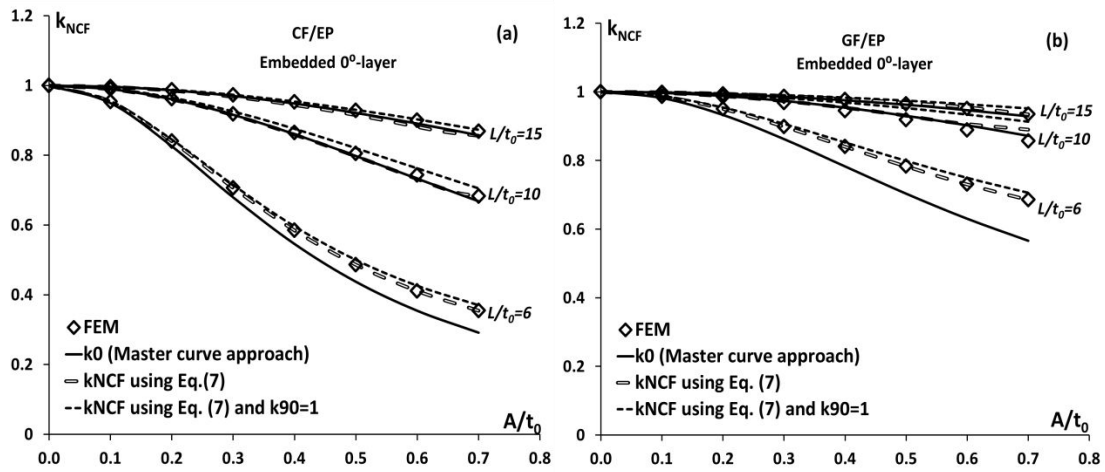 k_NCF
CF/EP
(a)
Embedded 0°-layer
1.2
1
0.8
0.6
0.4
0.2
0
L/t₀=15
L/t₀=10
L/t₀=6
FEM
k0 (Master curve approach)
kNCF using Eq.(7)
kNCF using Eq. (7) and k90=1
A/t₀
0.0 0.1 0.2 0.3 0.4 0.5 0.6 0.7 0.8
k_NCF
GF/EP
(b)
Embedded 0°-layer
1.2
1
0.8
0.6
0.4
0.2
0
L/t₀=15
L/t₀=10
L/t₀=6
FEM
k0 (Master curve approach)
kNCF using Eq. (7)
kNCF using Eq. (7) and k90=1
A/t₀
0.0 0.1 0.2 0.3 0.4 0.5 0.6 0.7 0.8